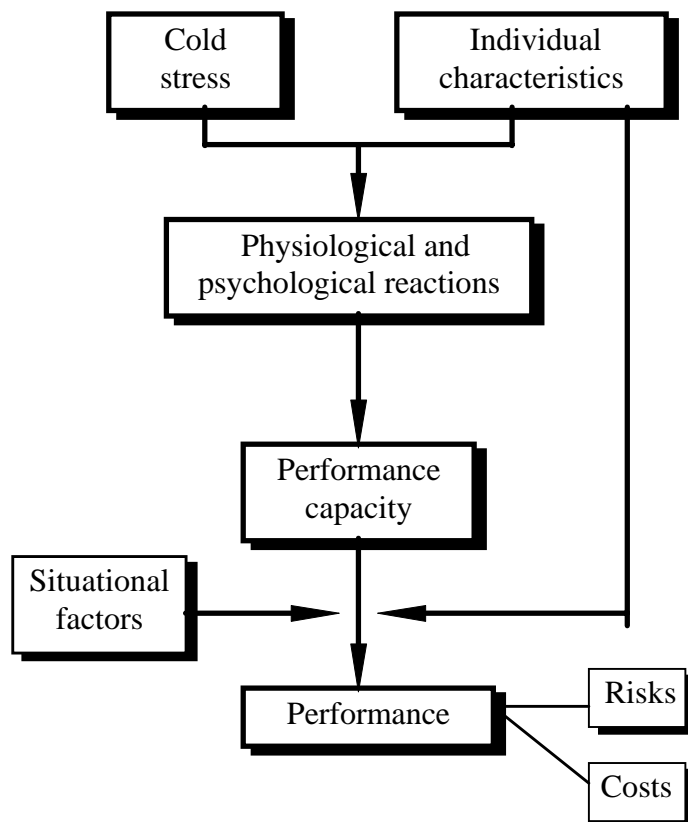 Cold
stress
Individual
characteristics
Physiological and
psychological reactions
Performance
capacity
Situational
factors
Performance
Risks
Costs